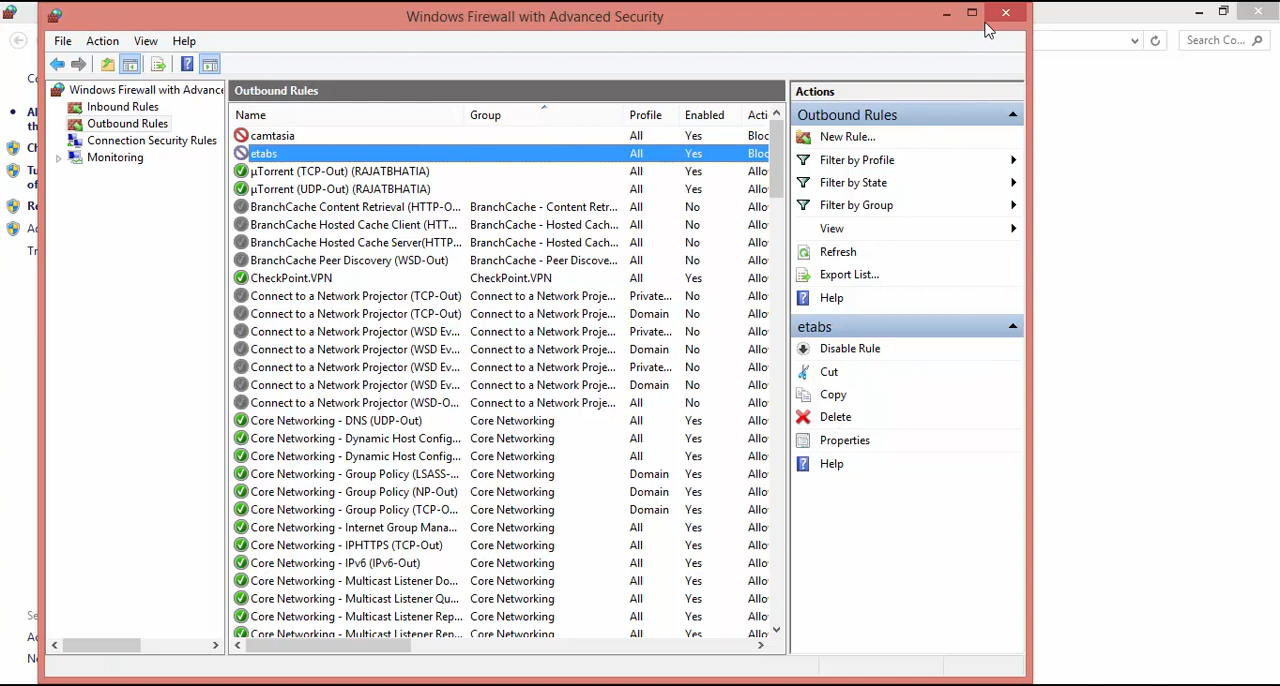 Windows Firewall with Advanced Security
File Action View Help
Search Co...
Windows Firewall with Advance
Inbound Rules
Outbound Rules
Connection Security Rules
Monitoring
Outbound Rules
Name Group Profile Enabled Acti
camtasia All Yes Bloc
etabs All Yes Bloc
µTorrent (TCP-Out) (RAJATBHATIA) All Yes Allo
µTorrent (UDP-Out) (RAJATBHATIA) All Yes Allo
BranchCache Content Retrieval (HTTP-O... BranchCache - Content Retr... All No Allo
BranchCache Hosted Cache Client (HTT... BranchCache - Hosted Cach... All No Allo
BranchCache Hosted Cache Server(HTTP... BranchCache - Hosted Cach... All No Allo
BranchCache Peer Discovery (WSD-Out) BranchCache - Peer Discove... All No Allo
CheckPoint.VPN CheckPoint.VPN All Yes Allo
Connect to a Network Projector (TCP-Out) Connect to a Network Proje... Private... No Allo
Connect to a Network Projector (TCP-Out) Connect to a Network Proje... Domain No Allo
Connect to a Network Projector (WSD Ev... Connect to a Network Proje... Private... No Allo
Connect to a Network Projector (WSD Ev... Connect to a Network Proje... Domain No Allo
Connect to a Network Projector (WSD Ev... Connect to a Network Proje... Private... No Allo
Connect to a Network Projector (WSD Ev... Connect to a Network Proje... Domain No Allo
Connect to a Network Projector (WSD-O... Connect to a Network Proje... All No Allo
Core Networking - DNS (UDP-Out) Core Networking All Yes Allo
Core Networking - Dynamic Host Config... Core Networking All Yes Allo
Core Networking - Dynamic Host Config... Core Networking All Yes Allo
Core Networking - Group Policy (LSASS-... Core Networking Domain Yes Allo
Core Networking - Group Policy (NP-Out) Core Networking Domain Yes Allo
Core Networking - Group Policy (TCP-O... Core Networking Domain Yes Allo
Core Networking - Internet Group Mana... Core Networking All Yes Allo
Core Networking - IPHTTPS (TCP-Out) Core Networking All Yes Allo
Core Networking - IPv6 (IPv6-Out) Core Networking All Yes Allo
Core Networking - Multicast Listener Do... Core Networking All Yes Allo
Core Networking - Multicast Listener Qu... Core Networking All Yes Allo
Core Networking - Multicast Listener Rep... Core Networking All Yes Allo
Core Networking - Multicast Listener Rep... Core Networking All Yes Allo
Actions
Outbound Rules
New Rule...
Filter by Profile
Filter by State
Filter by Group
View
Refresh
Export List...
Help
etabs
Disable Rule
Cut
Copy
Delete
Properties
Help